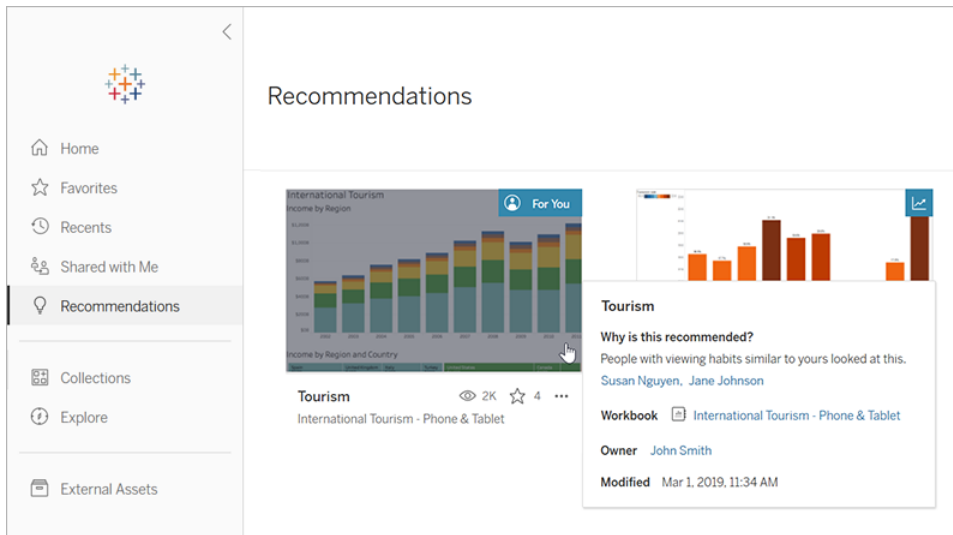 Recommendations
Home
Favorites
Recents
Shared with Me
Recommendations
Collections
Explore
External Assets
International Tourism
Income by Region
For You
Income by Region and Country
Tourism
2K
4
International Tourism - Phone & Tablet
Tourism
Why is this recommended?
People with viewing habits similar to yours looked at this.
Susan Nguyen, Jane Johnson
Workbook International Tourism - Phone & Tablet
Owner John Smith
Modified Mar 1, 2019, 11:34 AM